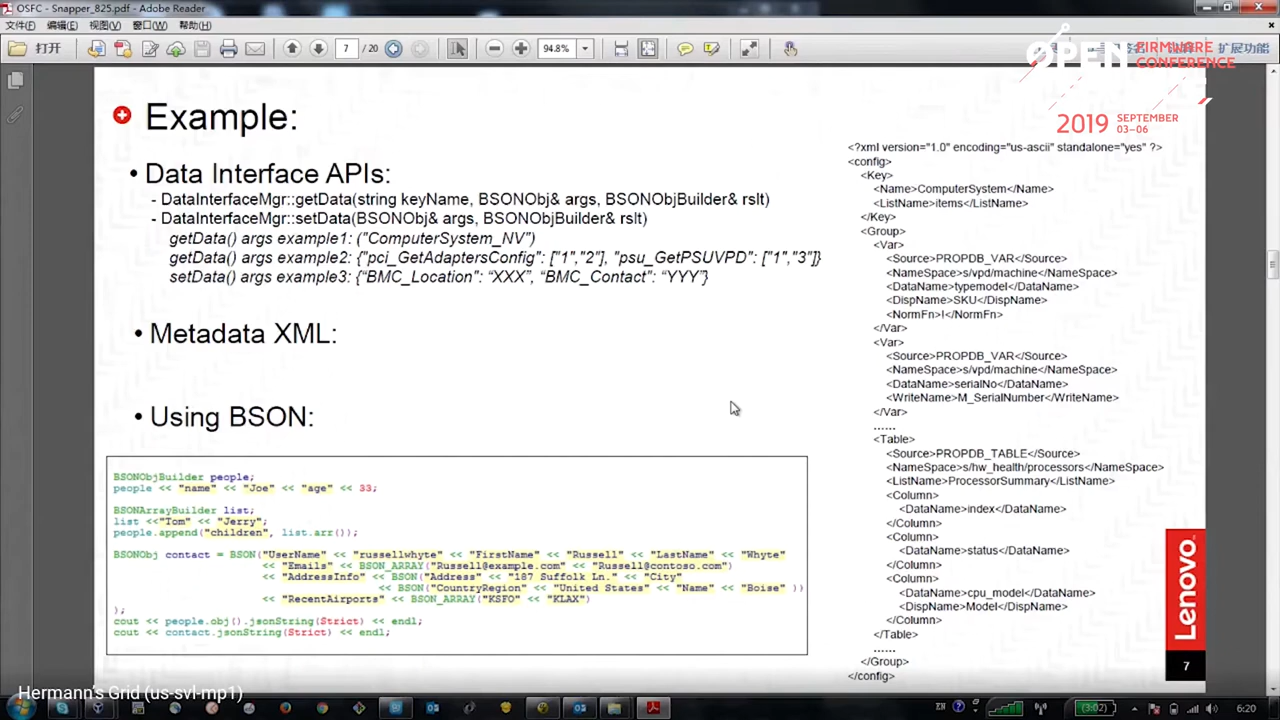 OSFC - Snapper_825.pdf - Adobe Reader
文件(F) 编辑(E) 视图(V) 窗口(W) 帮助(H)
打开 7 / 20 94.8% 扩展功能
OPEN FIRMWARE CONFERENCE
2019 SEPTEMBER 03-06
Example:
• Data Interface APIs:
- DataInterfaceMgr::getData(string keyName, BSONObj& args, BSONObjBuilder& rslt)
- DataInterfaceMgr::setData(BSONObj& args, BSONObjBuilder& rslt)
getData() args example1: ("ComputerSystem_NV")
getData() args example2: {"pci_GetAdaptersConfig": ["1","2"], "psu_GetPSUVPD": ["1","3"]}
setData() args example3: {“BMC_Location": “XXX”, “BMC_Contact": “YYY”}
• Metadata XML:
• Using BSON:
BSONObjBuilder people;
people << "name" << "Joe" << "age" << 33;
BSONArrayBuilder list;
list <<"Tom" << "Jerry";
people.append("children", list.arr());
BSONObj contact = BSON("UserName" << "russellwhyte" << "FirstName" << "Russell" << "LastName" << "Whyte"
<< "Emails" << BSON_ARRAY("Russell@example.com" << "Russell@contoso.com")
<< "AddressInfo" << BSON("Address" << "187 Suffolk Ln." << "City"
<< BSON("CountryRegion" << "United States" << "Name" << "Boise" ))
<< "RecentAirports" << BSON_ARRAY("KSFO" << "KLAX")
);
cout << people.obj().jsonString(Strict) << endl;
cout << contact.jsonString(Strict) << endl;
<?xml version="1.0" encoding="us-ascii" standalone="yes" ?>
<config>
<Key>
<Name>ComputerSystem</Name>
<ListName>items</ListName>
</Key>
<Group>
<Var>
<Source>PROPDB_VAR</Source>
<NameSpace>s/vpd/machine</NameSpace>
<DataName>typemodel</DataName>
<DispName>SKU</DispName>
<NormFn>!</NormFn>
</Var>
<Var>
<Source>PROPDB_VAR</Source>
<NameSpace>s/vpd/machine</NameSpace>
<DataName>serialNo</DataName>
<WriteName>M_SerialNumber</WriteName>
</Var>
......
<Table>
<Source>PROPDB_TABLE</Source>
<NameSpace>s/hw_health/processors</NameSpace>
<ListName>ProcessorSummary</ListName>
<Column>
<DataName>index</DataName>
</Column>
<Column>
<DataName>status</DataName>
</Column>
<Column>
<DataName>cpu_model</DataName>
<DispName>Model</DispName>
</Column>
</Table>
......
</Group>
</config>
Lenovo
7
Hermann's Grid (us-svl-mp1)
EN (3:02) 6:20